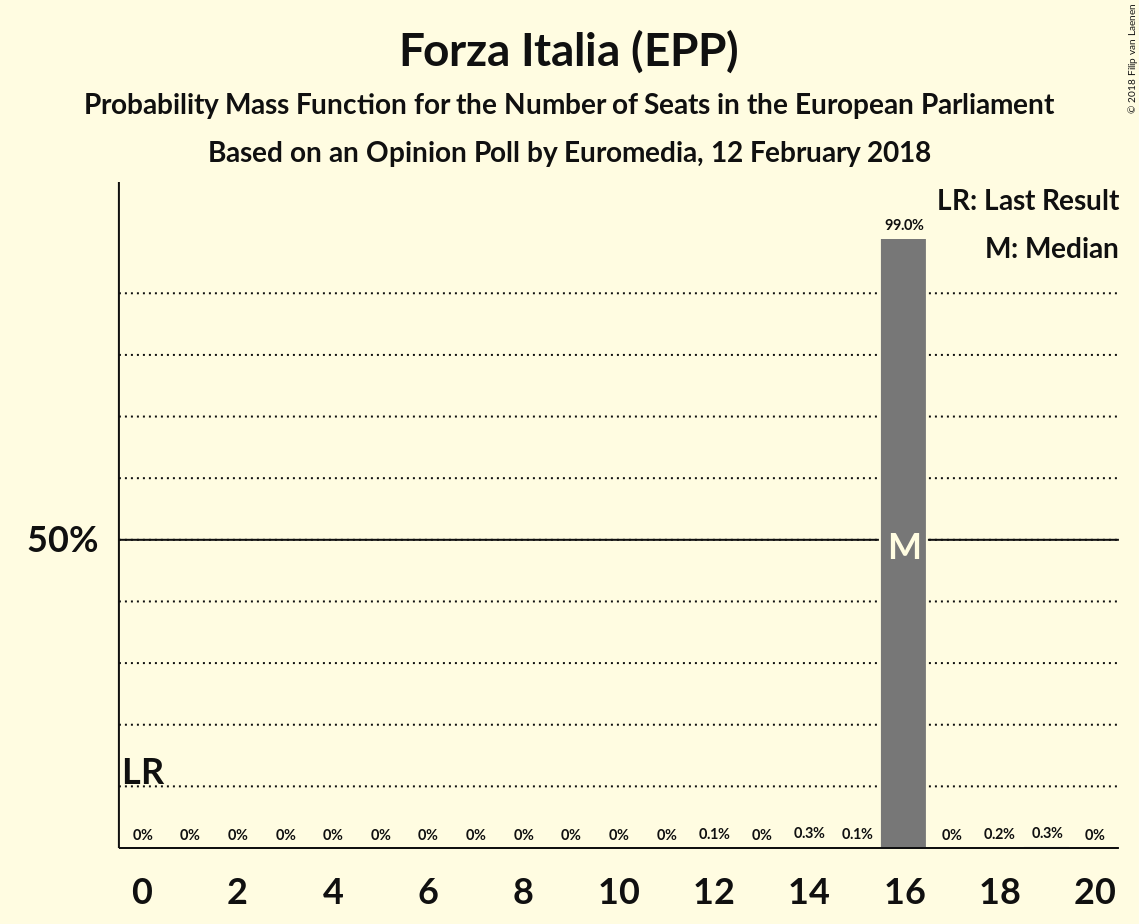 Forza Italia (EPP)
Probability Mass Function for the Number of Seats in the European Parliament
Based on an Opinion Poll by Euromedia, 12 February 2018
© 2018 Filip van Laenen
LR: Last Result
M: Median
99.0%
50%
M
LR
0% 0% 0% 0% 0% 0% 0% 0% 0% 0% 0% 0% 0.1% 0% 0.3% 0.1% 0% 0.2% 0.3% 0%
0 2 4 6 8 10 12 14 16 18 20